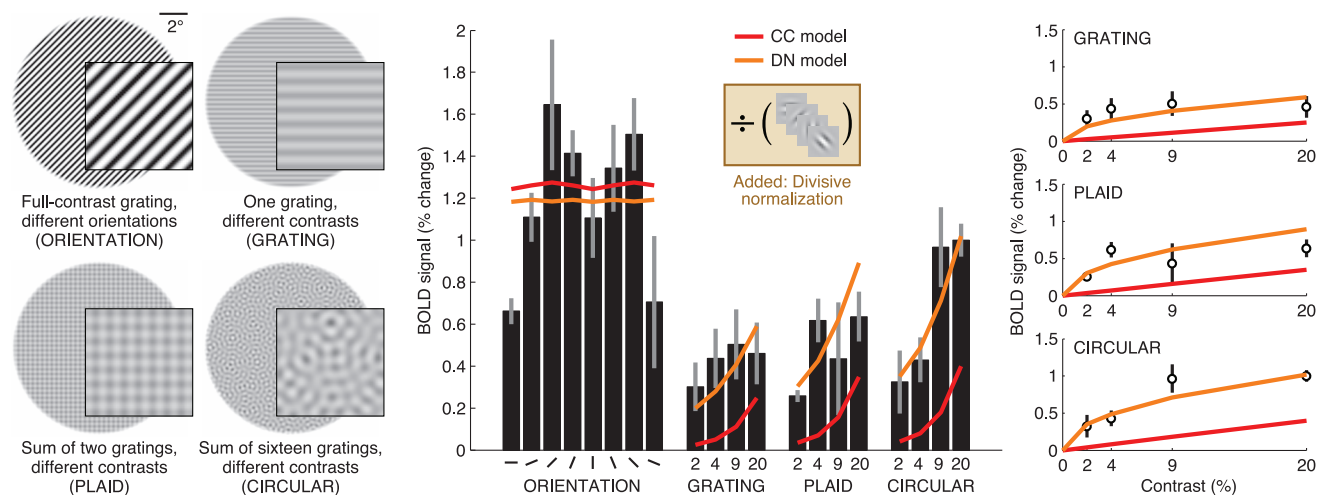 2°
Full-contrast grating,
different orientations
(ORIENTATION)
One grating,
different contrasts
(GRATING)
Sum of two gratings,
different contrasts
(PLAID)
Sum of sixteen gratings,
different contrasts
(CIRCULAR)
BOLD signal (% change)
2
1.8
1.6
1.4
1.2
1
0.8
0.6
0.4
0.2
0
CC model
DN model
÷ ( )
Added: Divisive
normalization
2 4 9 20
2 4 9 20
2 4 9 20
ORIENTATION
GRATING
PLAID
CIRCULAR
BOLD signal (% change)
GRATING
1.5
1
0.5
0
0 2 4 9 20
PLAID
1.5
1
0.5
0
0 2 4 9 20
CIRCULAR
1.5
1
0.5
0
0 2 4 9 20
Contrast (%)